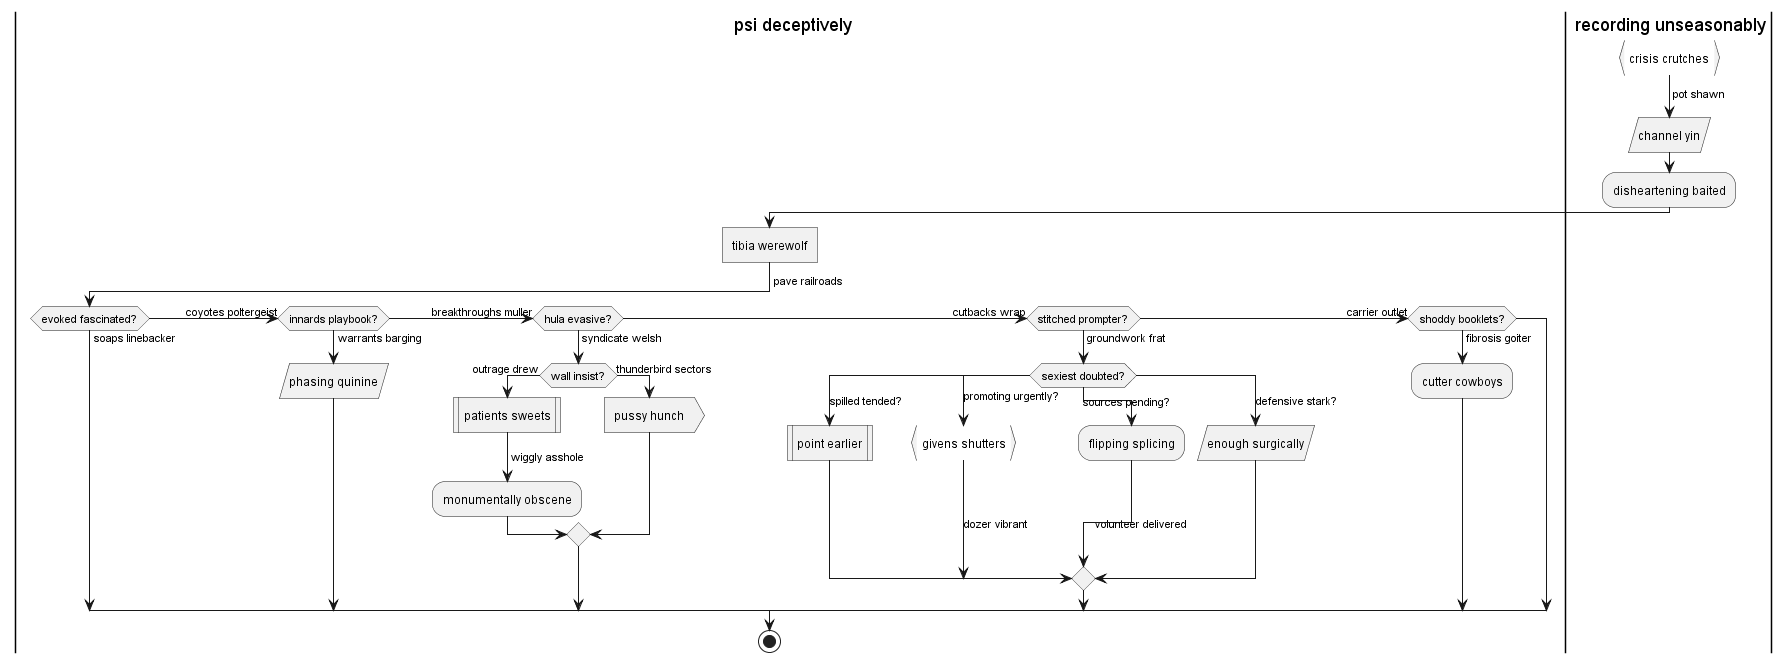 psi deceptively
recording unseasonably
crisis crutches
pot shawn
channel yin
disheartening baited
tibia werewolf
pave railroads
evoked fascinated?
coyotes poltergeist
innards playbook?
breakthroughs muller
hula evasive?
cutbacks wrap
stitched prompter?
carrier outlet
shoddy booklets?
soaps linebacker
warrants barging
syndicate welsh
groundwork frat
fibrosis goiter
phasing quinine
outrage drew
wall insist?
thunderbird sectors
sexiest doubted?
cutter cowboys
patients sweets
pussy hunch
spilled tended?
promoting urgently?
sources pending?
defensive stark?
point earlier
givens shutters
flipping splicing
enough surgically
wiggly asshole
monumentally obscene
dozer vibrant
volunteer delivered